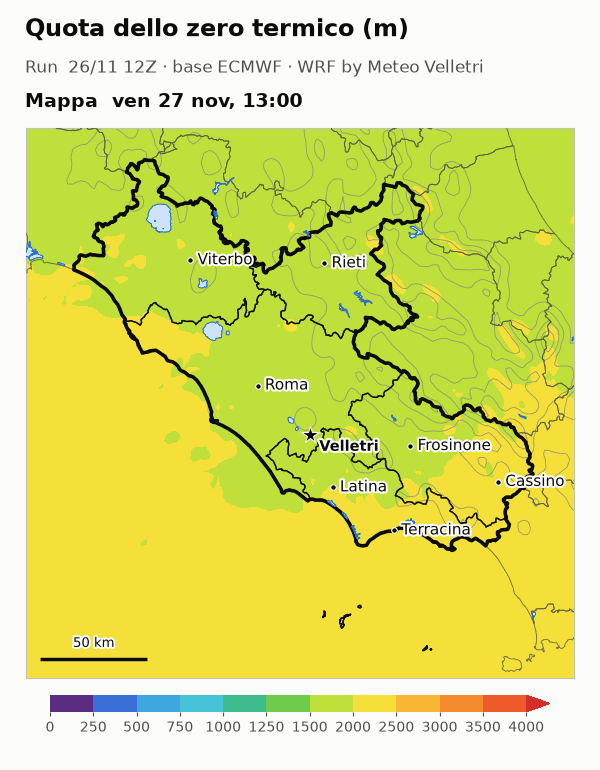 Quota dello zero termico (m)
Run  26/11 12Z · base ECMWF · WRF by Meteo Velletri
Mappa  ven 27 nov, 13:00
Viterbo
Rieti
Roma
Velletri
Frosinone
Cassino
Latina
Terracina
50 km
0 250 500 750 1000 1250 1500 2000 2500 3000 3500 4000